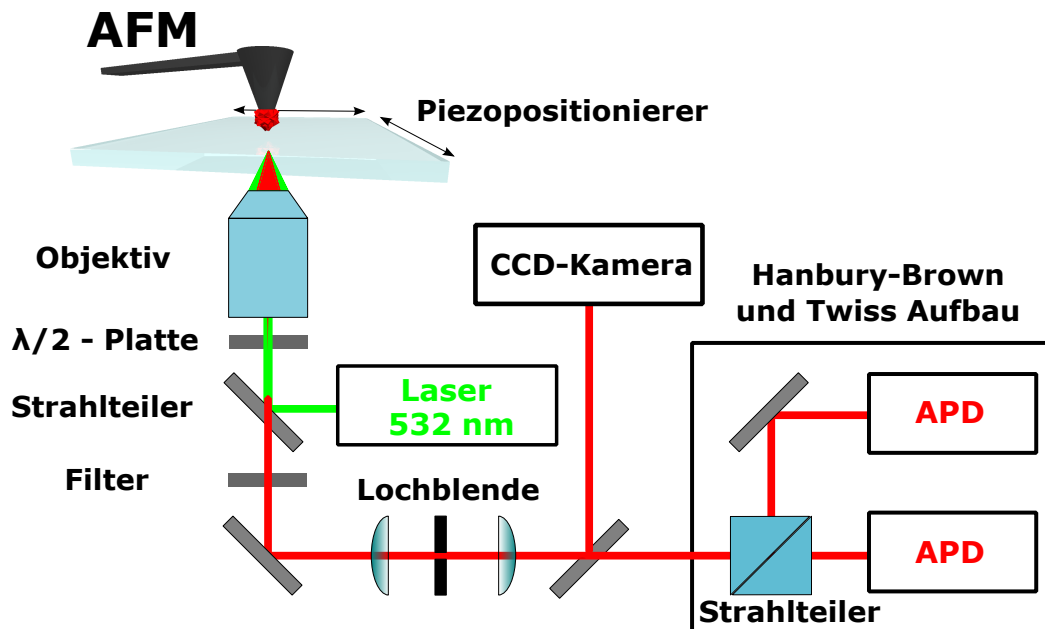 AFM
Piezopositionierer
Objektiv
CCD-Kamera
Hanbury-Brown
und Twiss Aufbau
λ/2 - Platte
Strahlteiler
Laser
532 nm
APD
Filter
Lochblende
APD
Strahlteiler